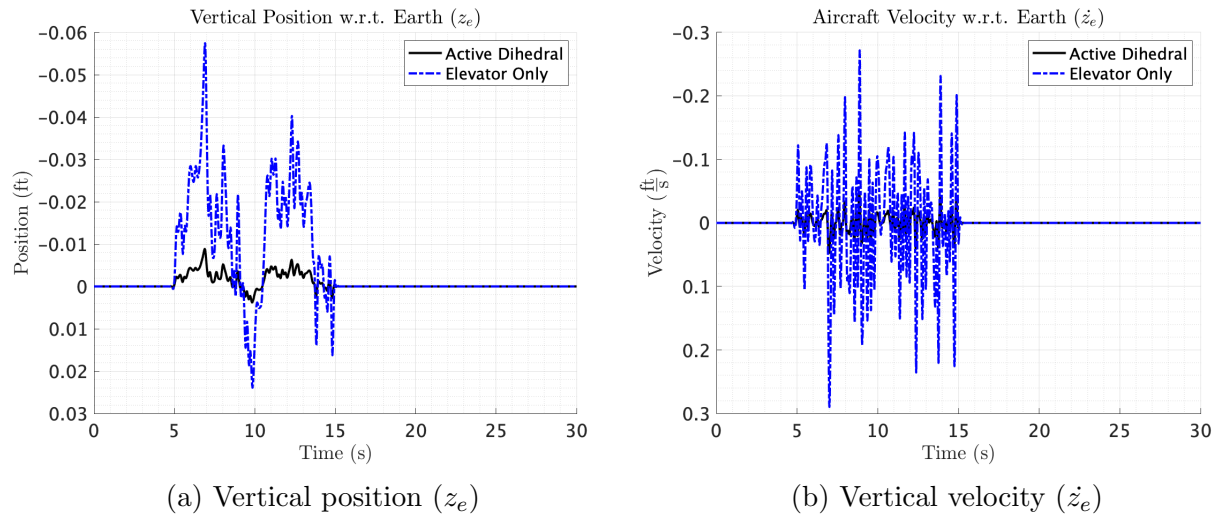 Vertical Position w.r.t. Earth (z_e)
Position (ft)
-0.06
-0.05
-0.04
-0.03
-0.02
-0.01
0
0.01
0.02
0.03
Active Dihedral
Elevator Only
0 5 10 15 20 25 30
Time (s)
(a) Vertical position (z_e)
Aircraft Velocity w.r.t. Earth (ż_e)
Velocity (ft/s)
-0.3
-0.2
-0.1
0
0.1
0.2
0.3
Active Dihedral
Elevator Only
0 5 10 15 20 25 30
Time (s)
(b) Vertical velocity (ż_e)